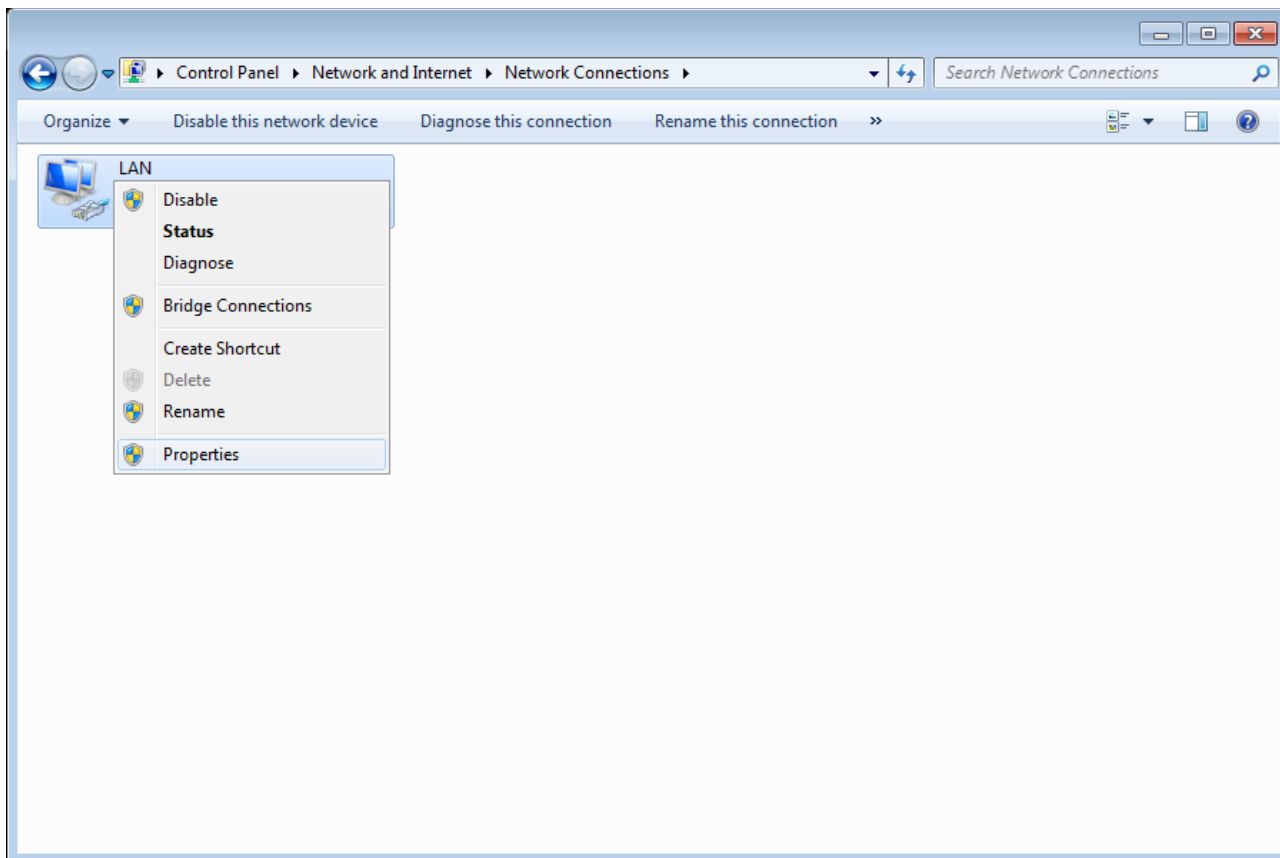 Control Panel Network and Internet Network Connections Search Network Connections
Organize Disable this network device Diagnose this connection Rename this connection »
LAN
Disable
Status
Diagnose
Bridge Connections
Create Shortcut
Delete
Rename
Properties